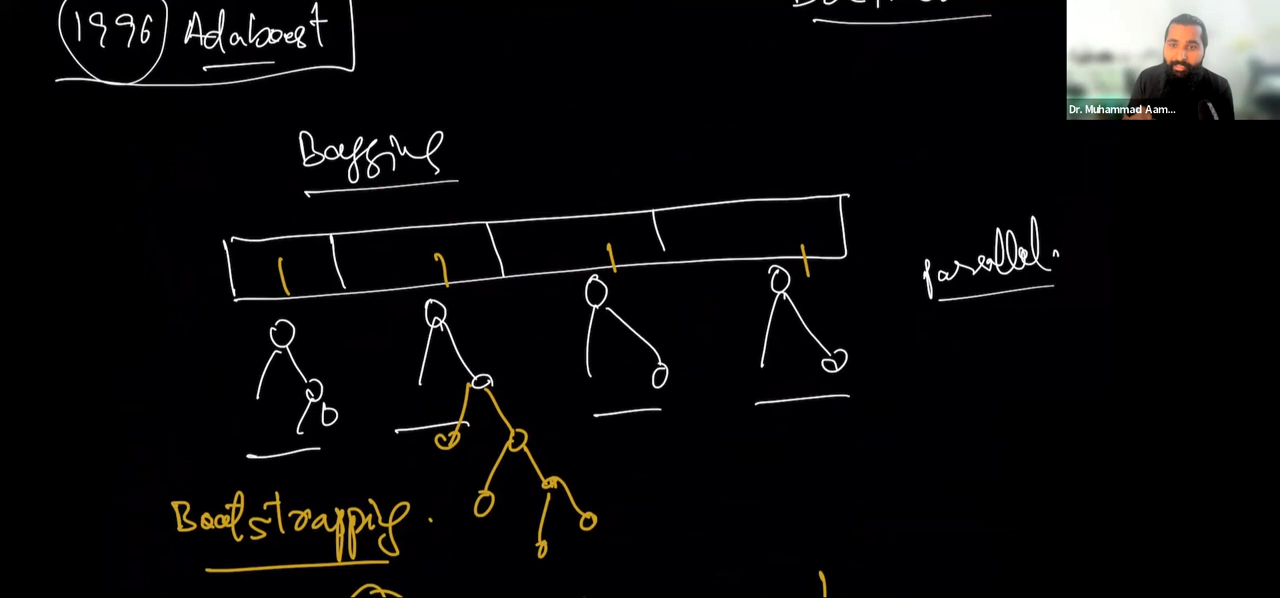 1996 Adaboost
Dr. Muhammad Aam...
Bagging
parallel.
Bootstrapping.